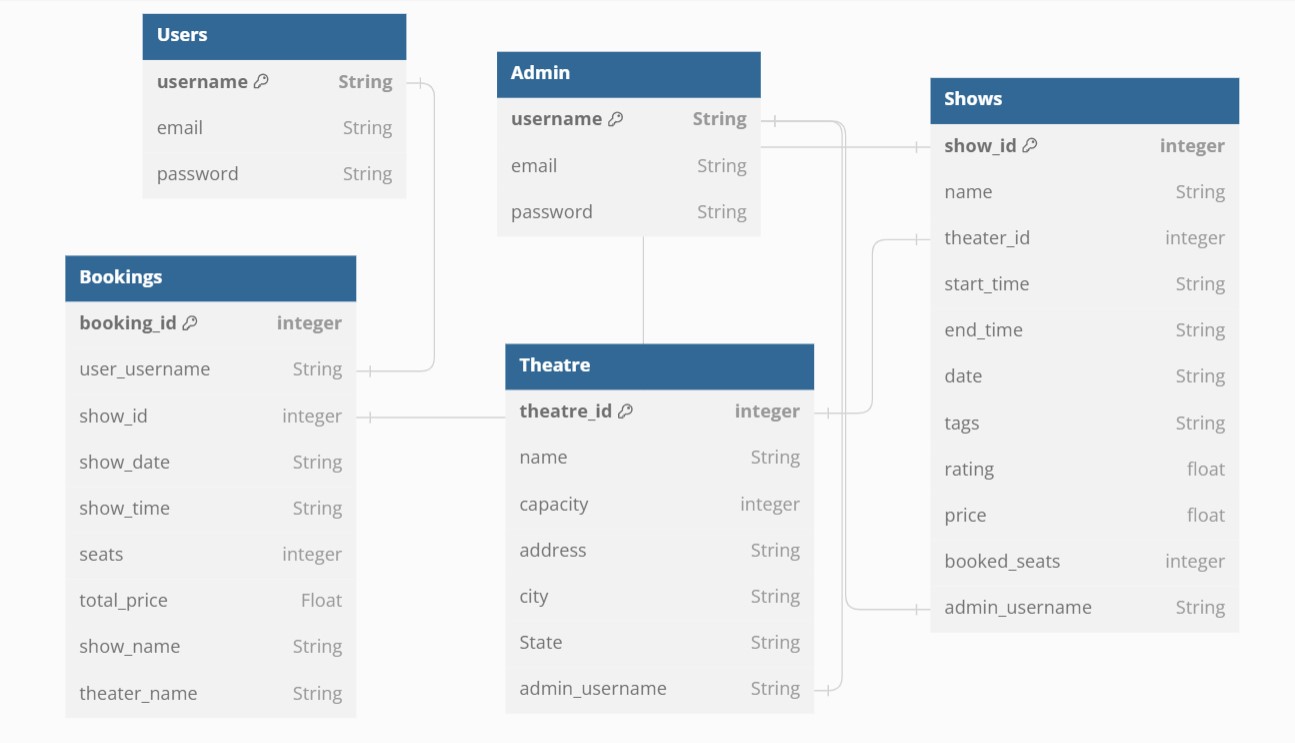 Users
username String
email String
password String
Admin
username String
email String
password String
Shows
show_id integer
name String
theater_id integer
start_time String
end_time String
date String
tags String
rating float
price float
booked_seats integer
admin_username String
Bookings
booking_id integer
user_username String
show_id integer
show_date String
show_time String
seats integer
total_price Float
show_name String
theater_name String
Theatre
theatre_id integer
name String
capacity integer
address String
city String
State String
admin_username String